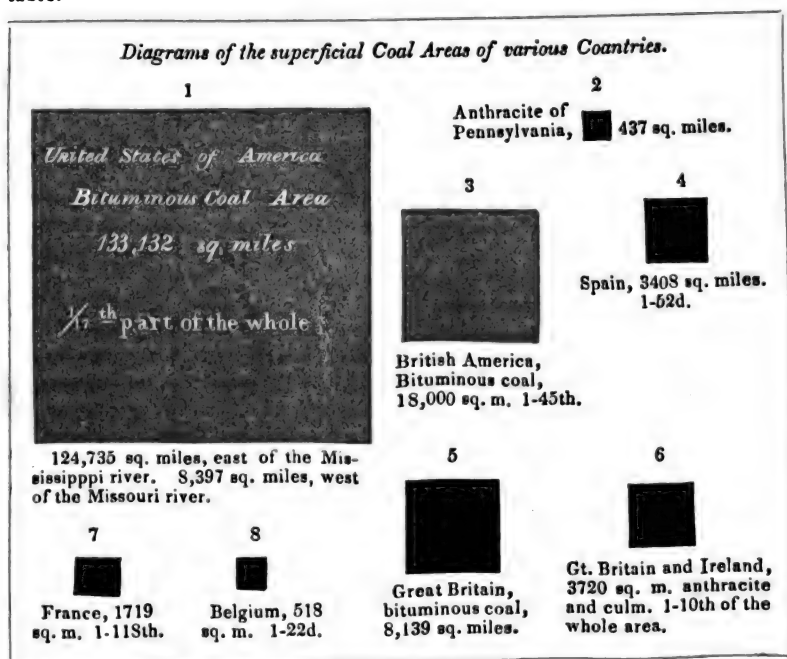 Diagrams of the superficial Coal Areas of various Coantries.
1
United States of America
Bituminous Coal Area
133,132 sq. miles
1/17 th part of the whole
124,735 sq. miles, east of the Mis-
sissipppi river. 8,397 sq. miles, west
of the Missouri river.
2
Anthracite of
Pennsylvania, 437 sq. miles.
3
British America,
Bituminous coal,
18,000 sq. m. 1-45th.
4
Spain, 3408 sq. miles.
1-52d.
5
Great Britain,
bituminous coal,
8,139 sq. miles.
6
Gt. Britain and Ireland,
3720 sq. m. anthracite
and culm. 1-10th of the
whole area.
7
France, 1719
sq. m. 1-118th.
8
Belgium, 518
sq. m. 1-22d.